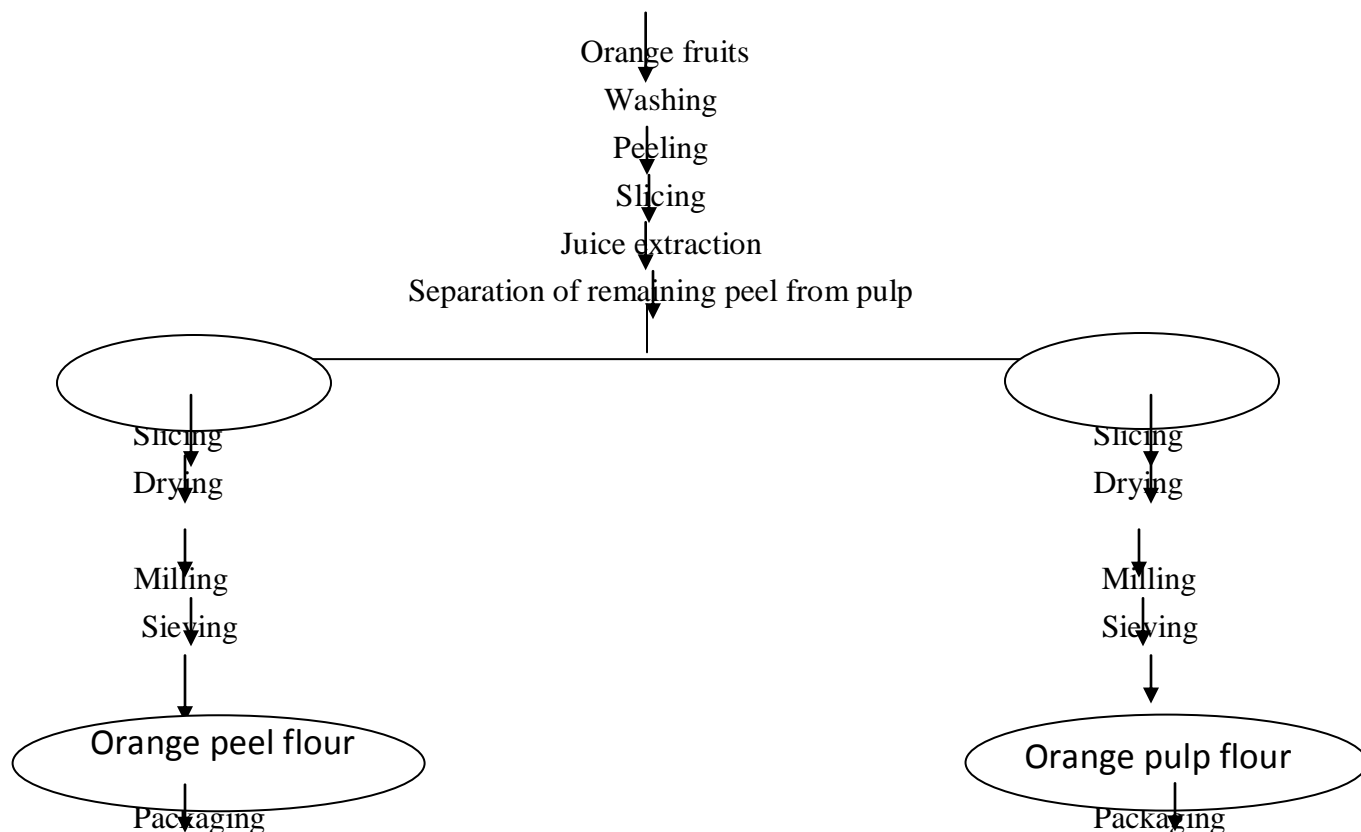 Orange fruits
Washing
Peeling
Slicing
Juice extraction
Separation of remaining peel from pulp
Slicing
Drying
Milling
Sieving
Orange peel flour
Packaging
Slicing
Drying
Milling
Sieving
Orange pulp flour
Packaging